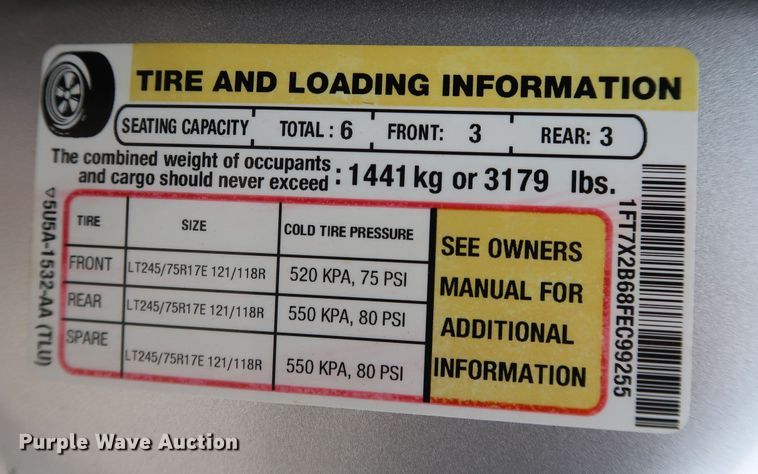 TIRE AND LOADING INFORMATION
SEATING CAPACITY TOTAL : 6 FRONT: 3 REAR: 3
The combined weight of occupants
and cargo should never exceed : 1441 kg or 3179 lbs.
TIRE SIZE COLD TIRE PRESSURE
FRONT LT245/75R17E 121/118R 520 KPA, 75 PSI
REAR LT245/75R17E 121/118R 550 KPA, 80 PSI
SPARE LT245/75R17E 121/118R 550 KPA, 80 PSI
SEE OWNERS
MANUAL FOR
ADDITIONAL
INFORMATION
5U5A-1532-AA (TLU)
1FT7X2B68FEC99255
Purple Wave Auction